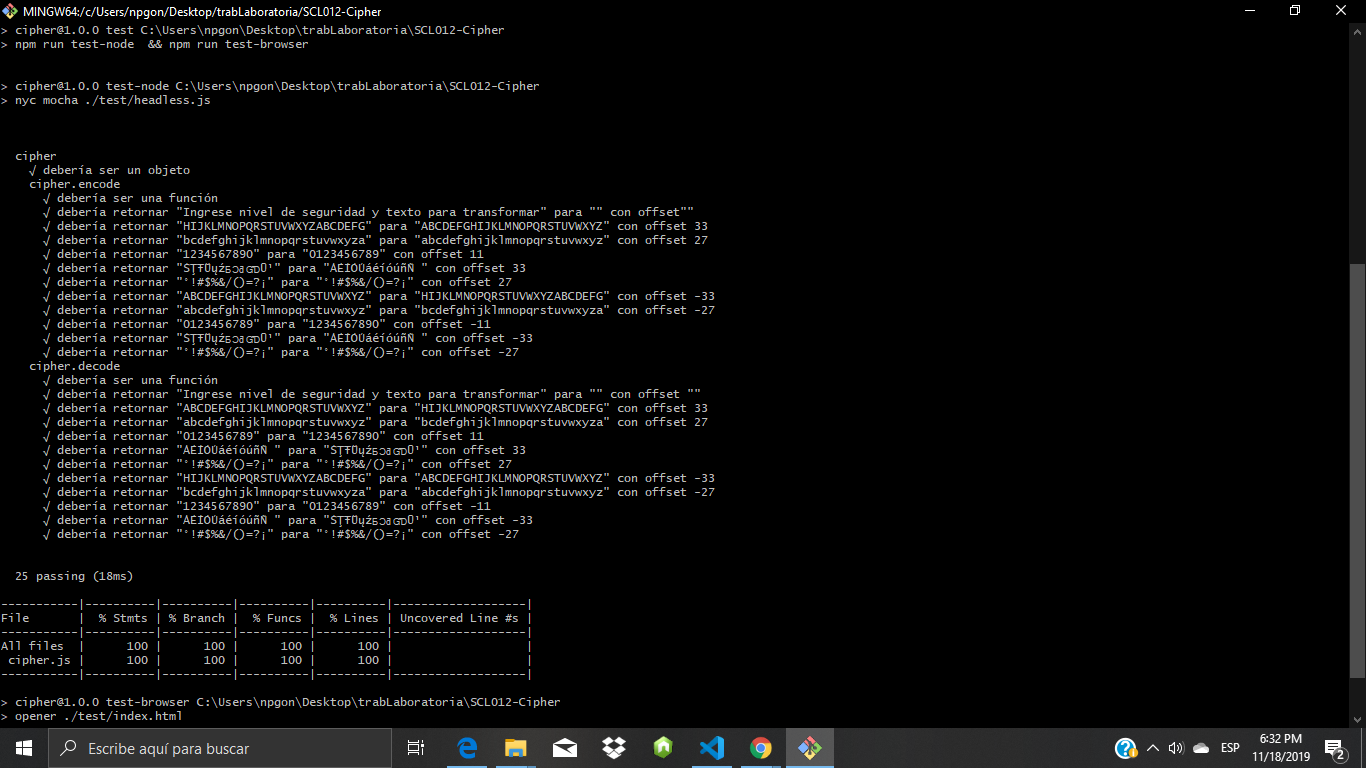 MINGW64:/c/Users/npgon/Desktop/trabLaboratoria/SCL012-Cipher
> cipher@1.0.0 test C:\Users\npgon\Desktop\trabLaboratoria\SCL012-Cipher
> npm run test-node  && npm run test-browser
> cipher@1.0.0 test-node C:\Users\npgon\Desktop\trabLaboratoria\SCL012-Cipher
> nyc mocha ./test/headless.js
cipher
√ debería ser un objeto
cipher.encode
√ debería ser una función
√ debería retornar "Ingrese nivel de seguridad y texto para transformar" para "" con offset""
√ debería retornar "HIJKLMNOPQRSTUVWXYZABCDEFG" para "ABCDEFGHIJKLMNOPQRSTUVWXYZ" con offset 33
√ debería retornar "bcdefghijklmnopqrstuvwxyza" para "abcdefghijklmnopqrstuvwxyz" con offset 27
√ debería retornar "1234567890" para "0123456789" con offset 11
√ debería retornar para "ÁÉÍÓÚáéíóúñÑ " con offset 33
√ debería retornar "°!#$%&/()=?¡" para "°!#$%&/()=?¡" con offset 27
√ debería retornar "ABCDEFGHIJKLMNOPQRSTUVWXYZ" para "HIJKLMNOPQRSTUVWXYZABCDEFG" con offset -33
√ debería retornar "abcdefghijklmnopqrstuvwxyz" para "bcdefghijklmnopqrstuvwxyza" con offset -27
√ debería retornar "0123456789" para "1234567890" con offset -11
√ debería retornar para "ÁÉÍÓÚáéíóúñÑ " con offset -33
√ debería retornar "°!#$%&/()=?¡" para "°!#$%&/()=?¡" con offset -27
cipher.decode
√ debería ser una función
√ debería retornar "Ingrese nivel de seguridad y texto para transformar" para "" con offset ""
√ debería retornar "ABCDEFGHIJKLMNOPQRSTUVWXYZ" para "HIJKLMNOPQRSTUVWXYZABCDEFG" con offset 33
√ debería retornar "abcdefghijklmnopqrstuvwxyz" para "bcdefghijklmnopqrstuvwxyza" con offset 27
√ debería retornar "0123456789" para "1234567890" con offset 11
√ debería retornar "ÁÉÍÓÚáéíóúñÑ " para con offset 33
√ debería retornar "°!#$%&/()=?¡" para "°!#$%&/()=?¡" con offset 27
√ debería retornar "HIJKLMNOPQRSTUVWXYZABCDEFG" para "ABCDEFGHIJKLMNOPQRSTUVWXYZ" con offset -33
√ debería retornar "bcdefghijklmnopqrstuvwxyza" para "abcdefghijklmnopqrstuvwxyz" con offset -27
√ debería retornar "1234567890" para "0123456789" con offset -11
√ debería retornar "ÁÉÍÓÚáéíóúñÑ " para con offset -33
√ debería retornar "°!#$%&/()=?¡" para "°!#$%&/()=?¡" con offset -27
25 passing (18ms)
-----------|----------|----------|----------|----------|-------------------|
File       |  % Stmts | % Branch |  % Funcs |  % Lines | Uncovered Line #s |
-----------|----------|----------|----------|----------|-------------------|
All files  |      100 |      100 |      100 |      100 |                   |
cipher.js |      100 |      100 |      100 |      100 |                   |
-----------|----------|----------|----------|----------|-------------------|
> cipher@1.0.0 test-browser C:\Users\npgon\Desktop\trabLaboratoria\SCL012-Cipher
> opener ./test/index.html
Escribe aquí para buscar
ESP
6:32 PM
11/18/2019
2